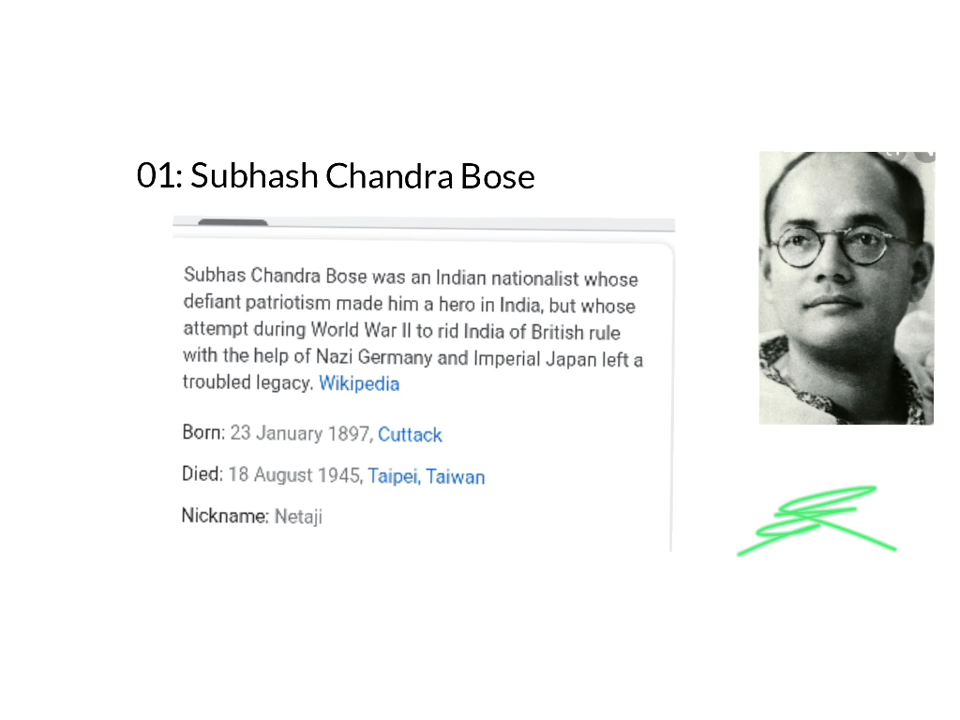 01: Subhash Chandra Bose
Subhas Chandra Bose was an Indian nationalist whose
defiant patriotism made him a hero in India, but whose
attempt during World War II to rid India of British rule
with the help of Nazi Germany and Imperial Japan left a
troubled legacy. Wikipedia
Born: 23 January 1897, Cuttack
Died: 18 August 1945, Taipei, Taiwan
Nickname: Netaji